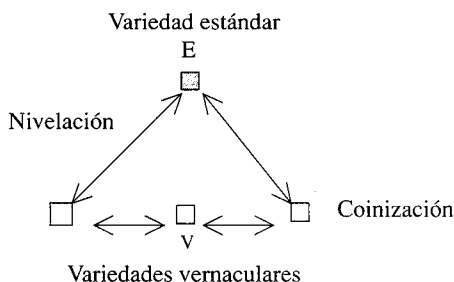 Variedad estándar
E
Nivelación
Coinización
V
Variedades vernaculares